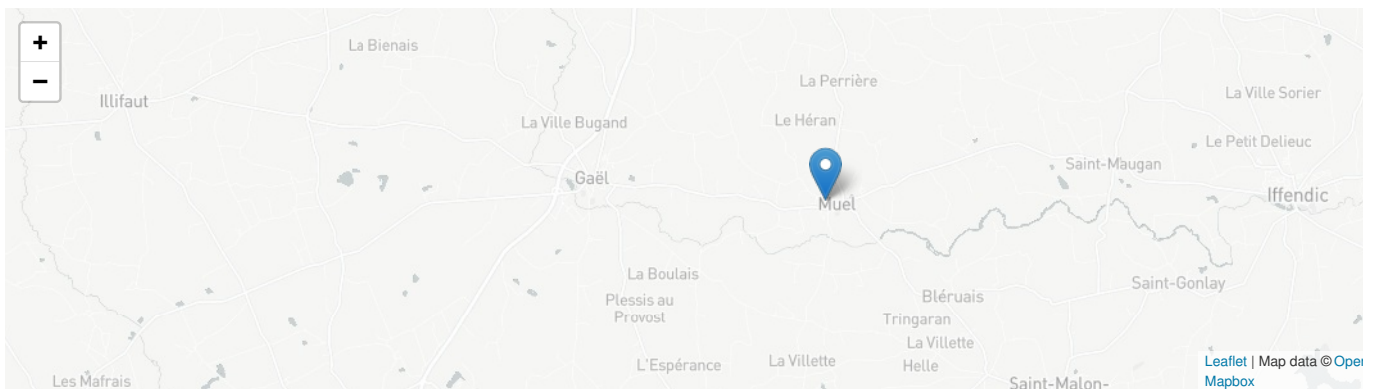 +
−
La Bienais
La Perrière
La Ville Sorier
Illifaut
Le Héran
La Ville Bugand
Le Petit Delieuc
Saint-Maugan
Gaël
Iffendic
Muel
La Boulais
Saint-Gonlay
Bléruais
Plessis au
Provost
Tringaran
La Villette
L'Espérance
La Villette
Helle
Leaflet | Map data © Oper
Mapbox
Les Mafrais
Saint-Malon-